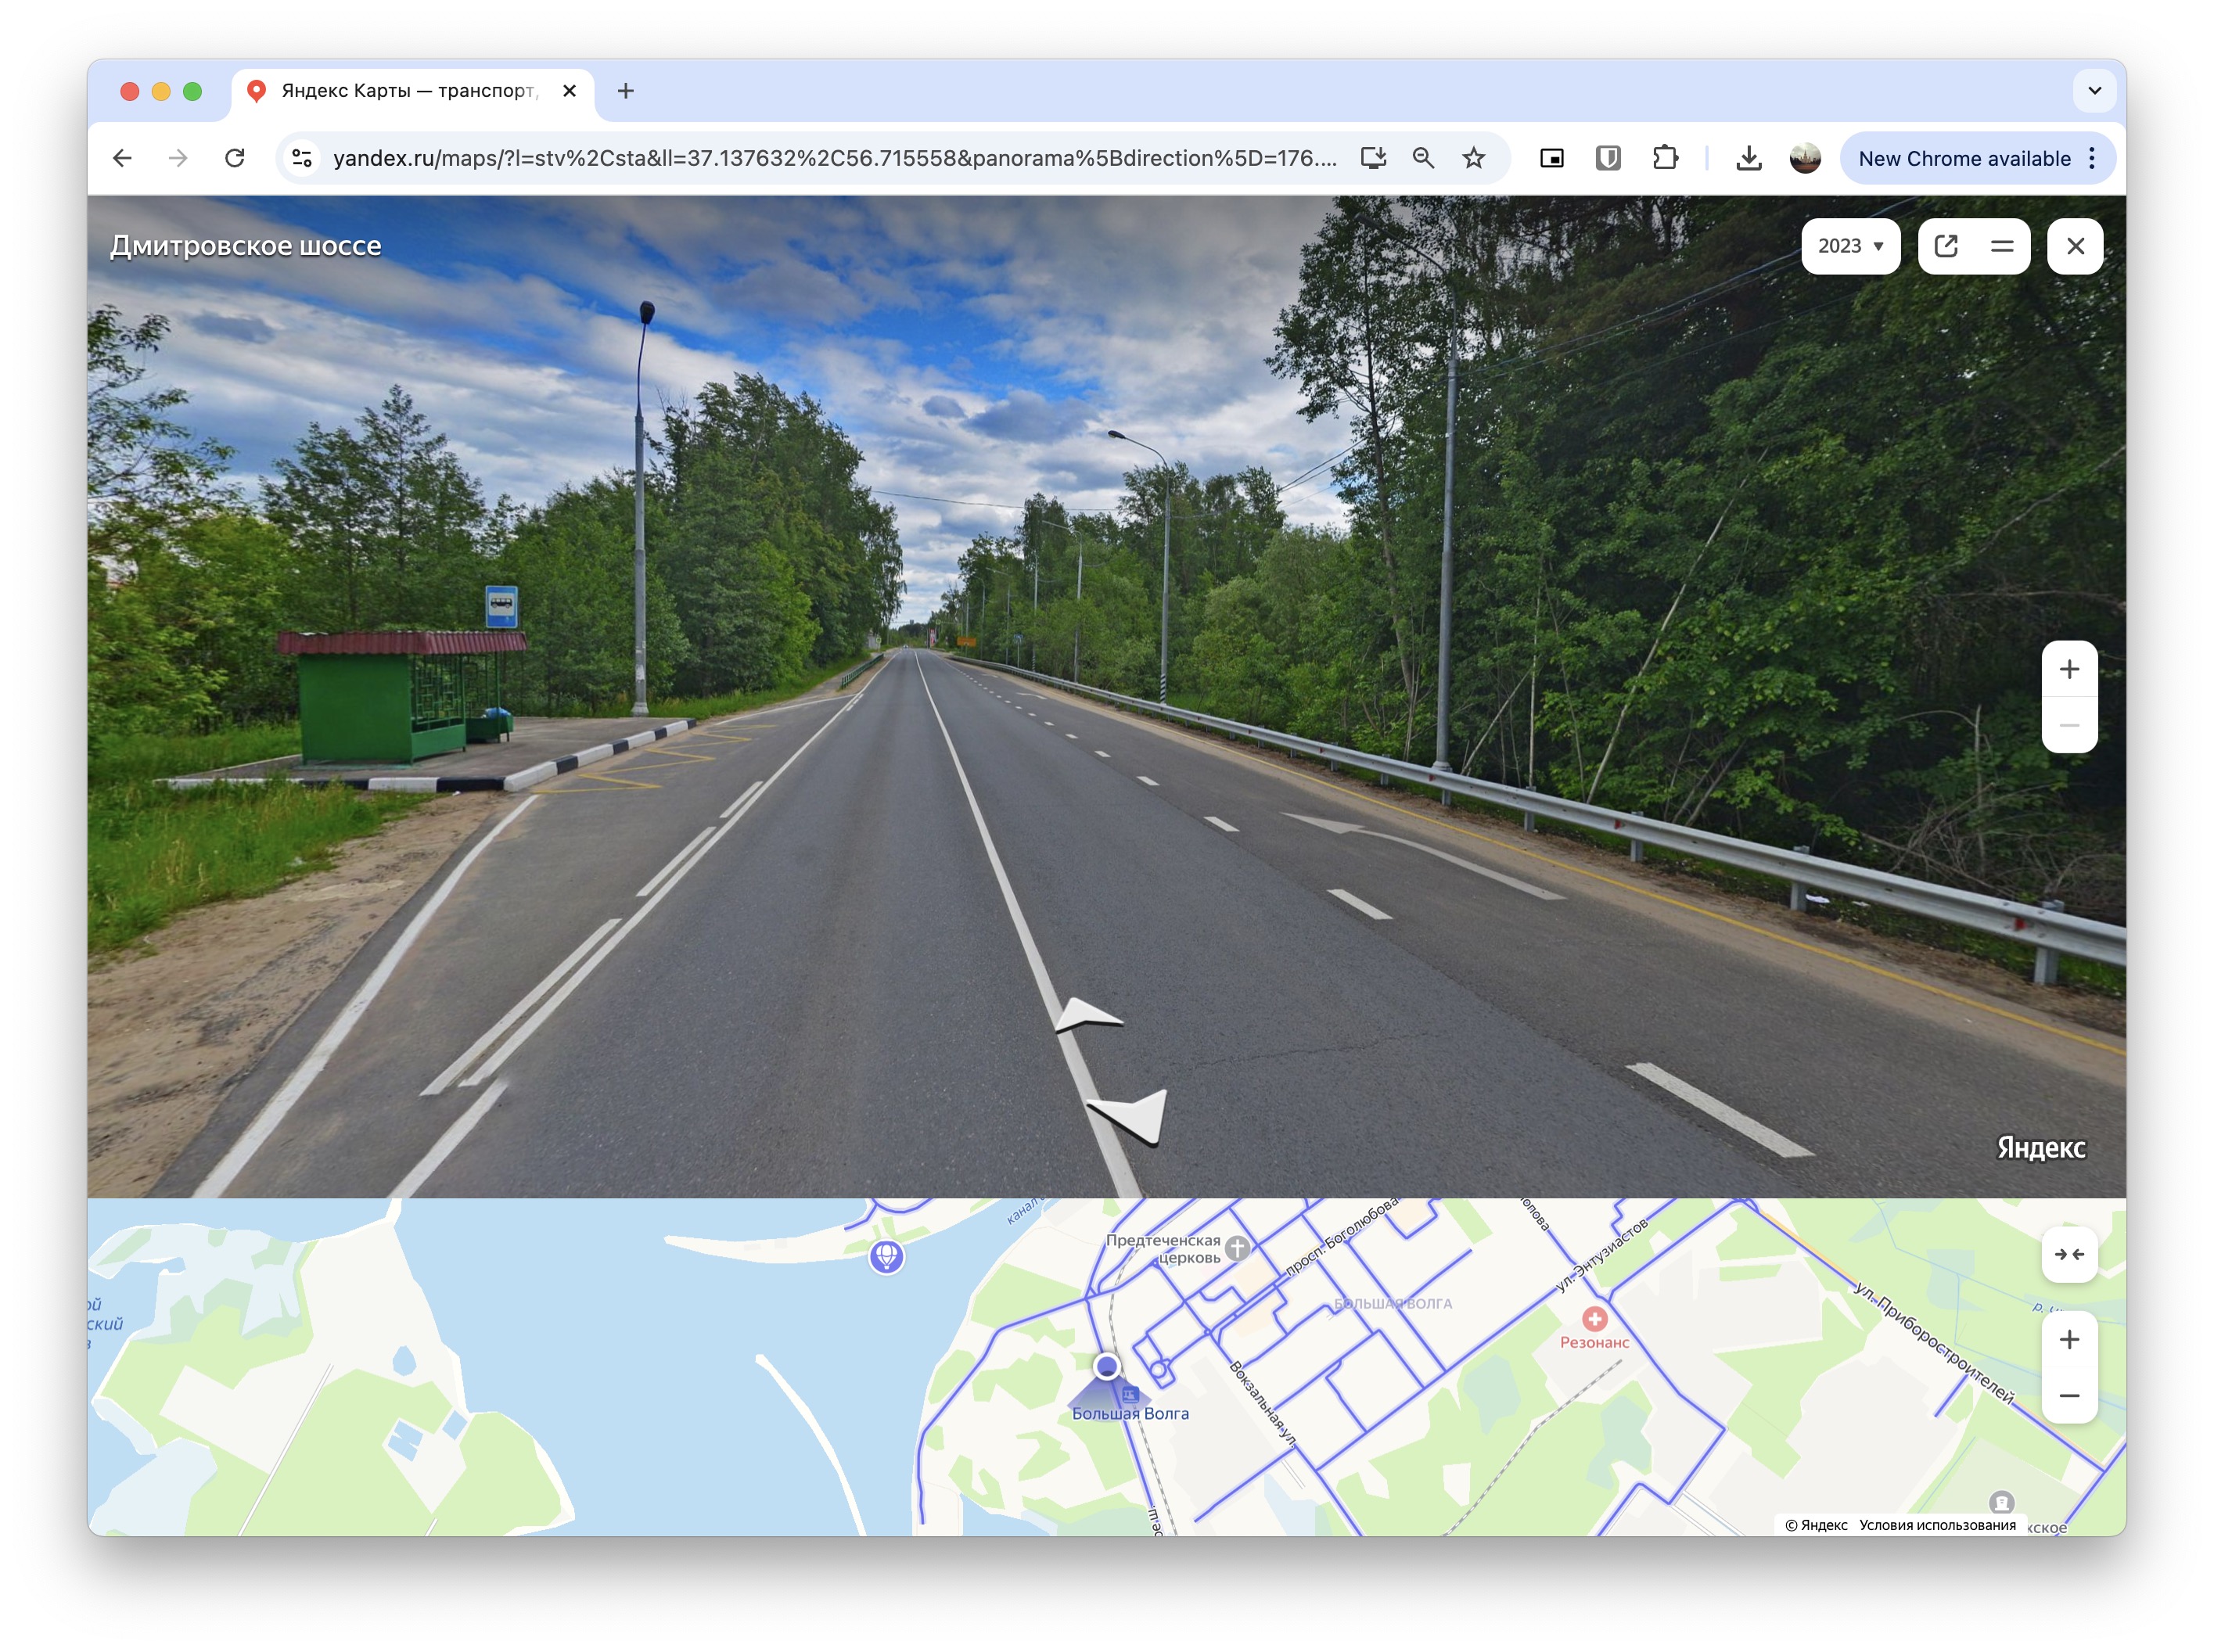 Яндекс Карты — транспорт,
yandex.ru/maps/?l=stv%2Csta&ll=37.137632%2C56.715558&panorama%5Bdirection%5D=176....
New Chrome available
Дмитровское шоссе
2023
Яндекс
Предтеченская
церковь
просп. Боголюбова
ул. Энтузиастов
БОЛЬШАЯ ВОЛГА
Резонанс
ул. Приборостроителей
Вокзальная ул.
Большая Волга
© Яндекс Условия использования